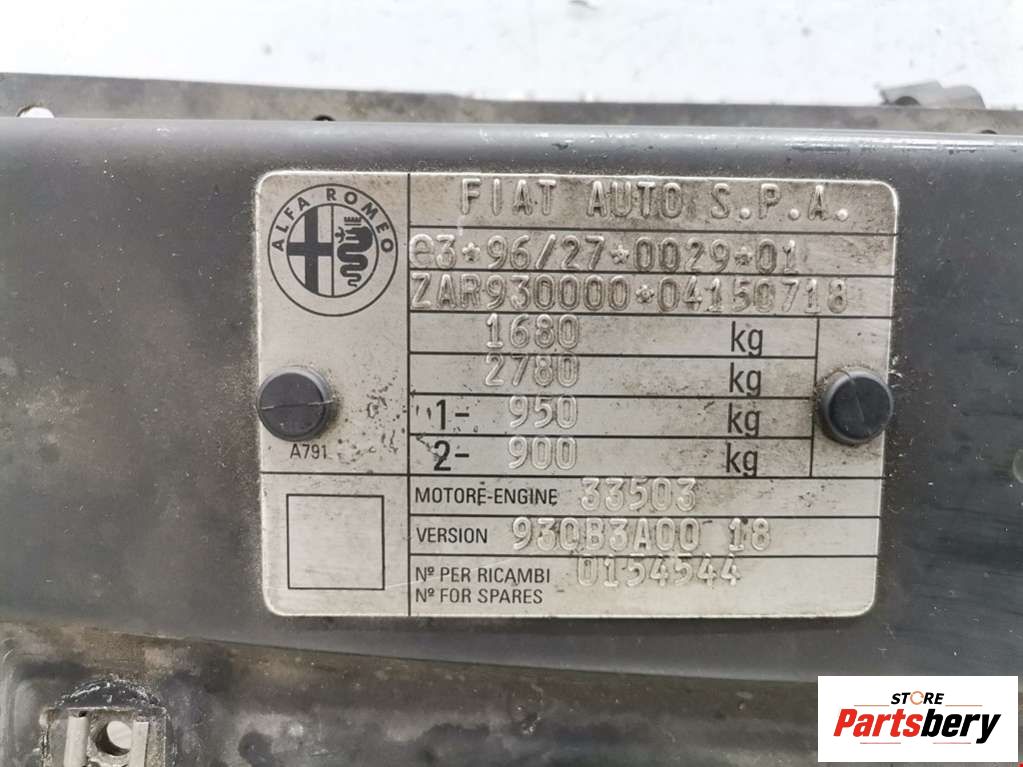 ALFA ROMEO
FIAT AUTO S.P.A.
e3*96/27*0029*01
ZAR930000*04150718
1680 kg
2780 kg
1- 950 kg
2- 900 kg
A791
MOTORE-ENGINE 33503
VERSION 930B3A00 18
Nº PER RICAMBI 0154544
Nº FOR SPARES
STORE
Partsbery